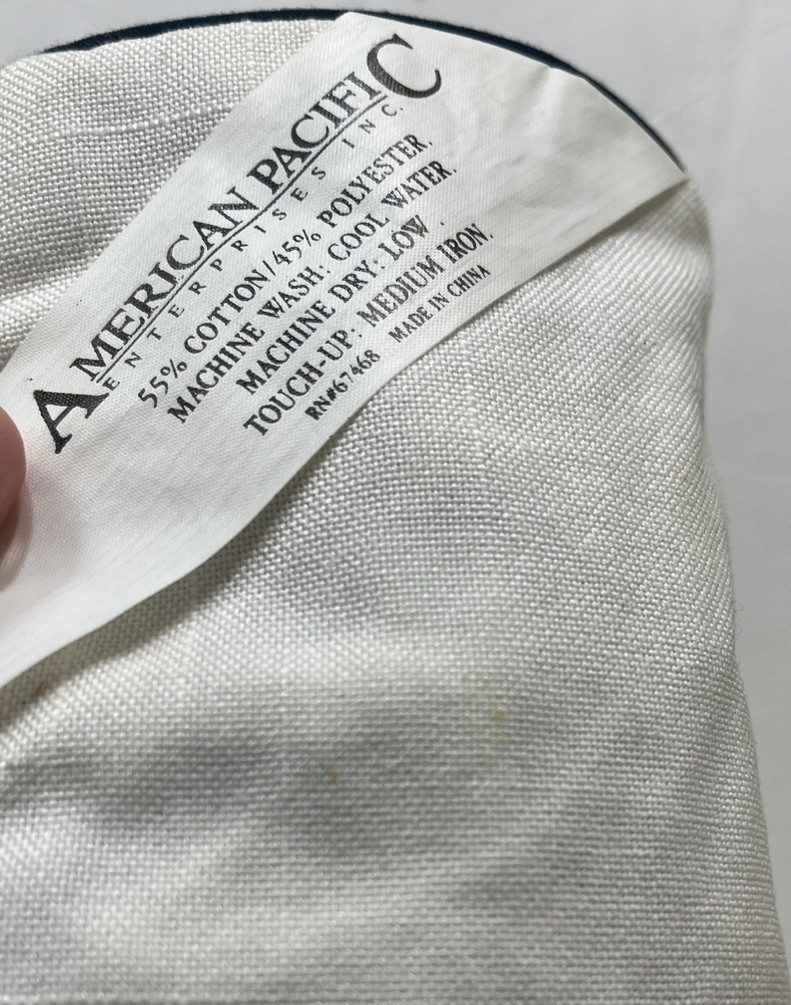 AMERICAN PACIFIC
ENTERPRISES INC.
55% COTTON/45% POLYESTER.
MACHINE WASH: COOL WATER.
MACHINE DRY: LOW.
TOUCH-UP: MEDIUM IRON.
RN#67468 MADE IN CHINA